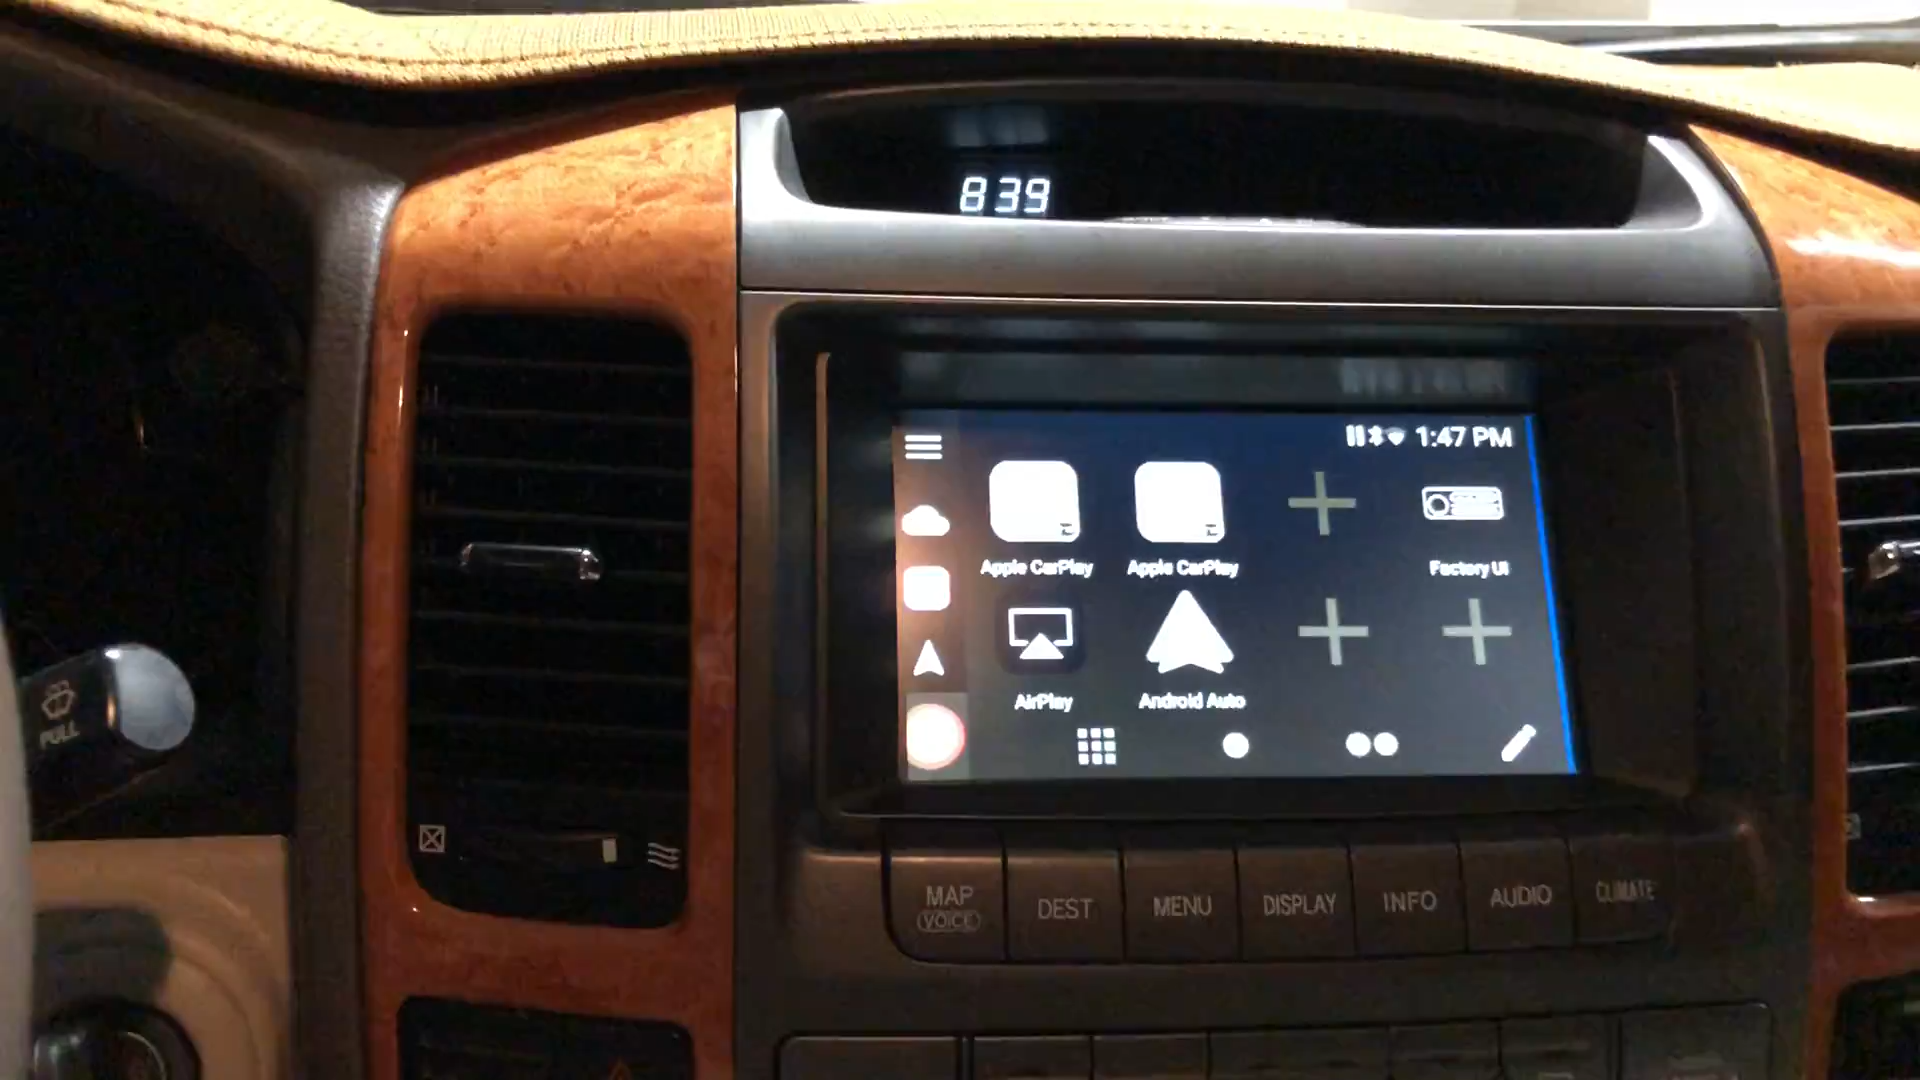 839
1:47 PM
Apple CarPlay
Apple CarPlay
Factory UI
AirPlay
Android Auto
PULL
MAP
VOICE
DEST
MENU
DISPLAY
INFO
AUDIO
CLIMATE